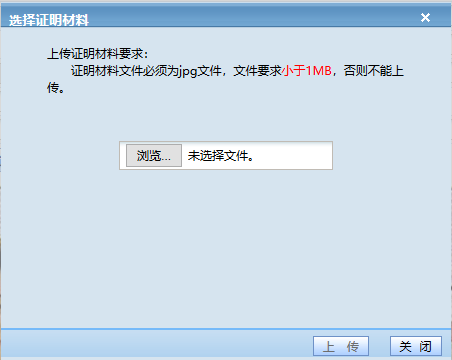 选择证明材料
上传证明材料要求：
证明材料文件必须为jpg文件，文件要求小于1MB，否则不能上
传。
浏览... 未选择文件。
上 传 关 闭